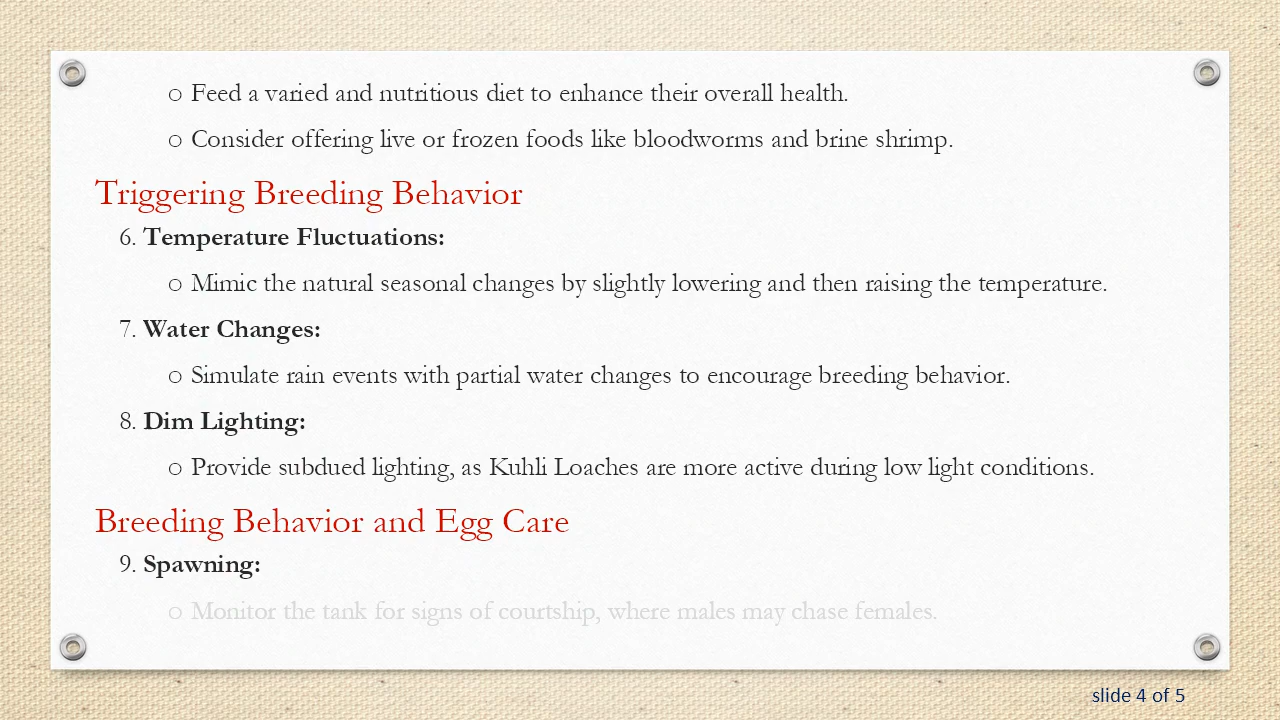 o Feed a varied and nutritious diet to enhance their overall health.
o Consider offering live or frozen foods like bloodworms and brine shrimp.
Triggering Breeding Behavior
6. Temperature Fluctuations:
o Mimic the natural seasonal changes by slightly lowering and then raising the temperature.
7. Water Changes:
o Simulate rain events with partial water changes to encourage breeding behavior.
8. Dim Lighting:
o Provide subdued lighting, as Kuhli Loaches are more active during low light conditions.
Breeding Behavior and Egg Care
9. Spawning:
o Monitor the tank for signs of courtship, where males may chase females.
slide 4 of 5